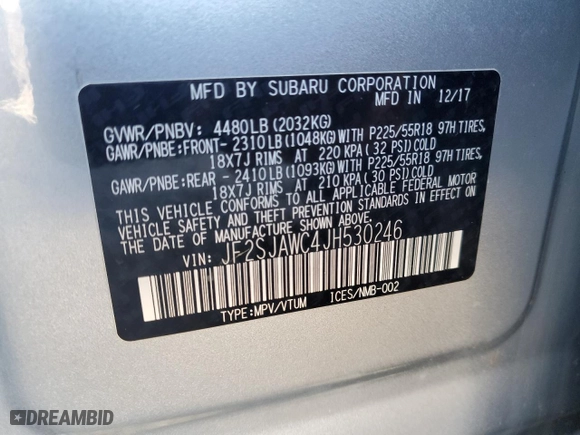 MFD BY SUBARU CORPORATION
MFD IN 12/17
GVWR/PNBV: 4480LB(2032KG)
GAWR/PNBE:FRONT- 2310LB(1048KG)WITH P225/55R18 97H TIRES,
18X7J RIMS AT 220 KPA(32 PSI)COLD
GAWR/PNBE:REAR - 2410LB(1093KG)WITH P225/55R18 97H TIRES,
18X7J RIMS AT 210 KPA(30 PSI)COLD
THIS VEHICLE CONFORMS TO ALL APPLICABLE FEDERAL MOTOR
VEHICLE SAFETY AND THEFT PREVENTION STANDARDS IN EFFECT ON
THE DATE OF MANUFACTURE SHOWN ABOVE.
VIN: JF2SJAWC4JH530246
TYPE:MPV/VTUM ICES/NMB-002
DREAMBID